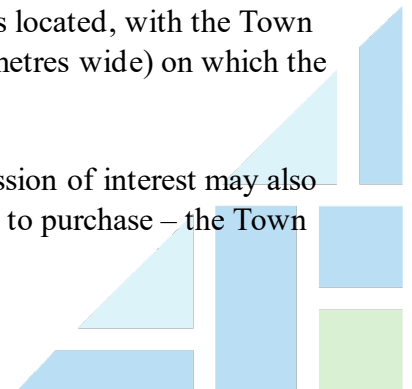 s located, with the Town
netres wide) on which the
ssion of interest may also
to purchase – the Town